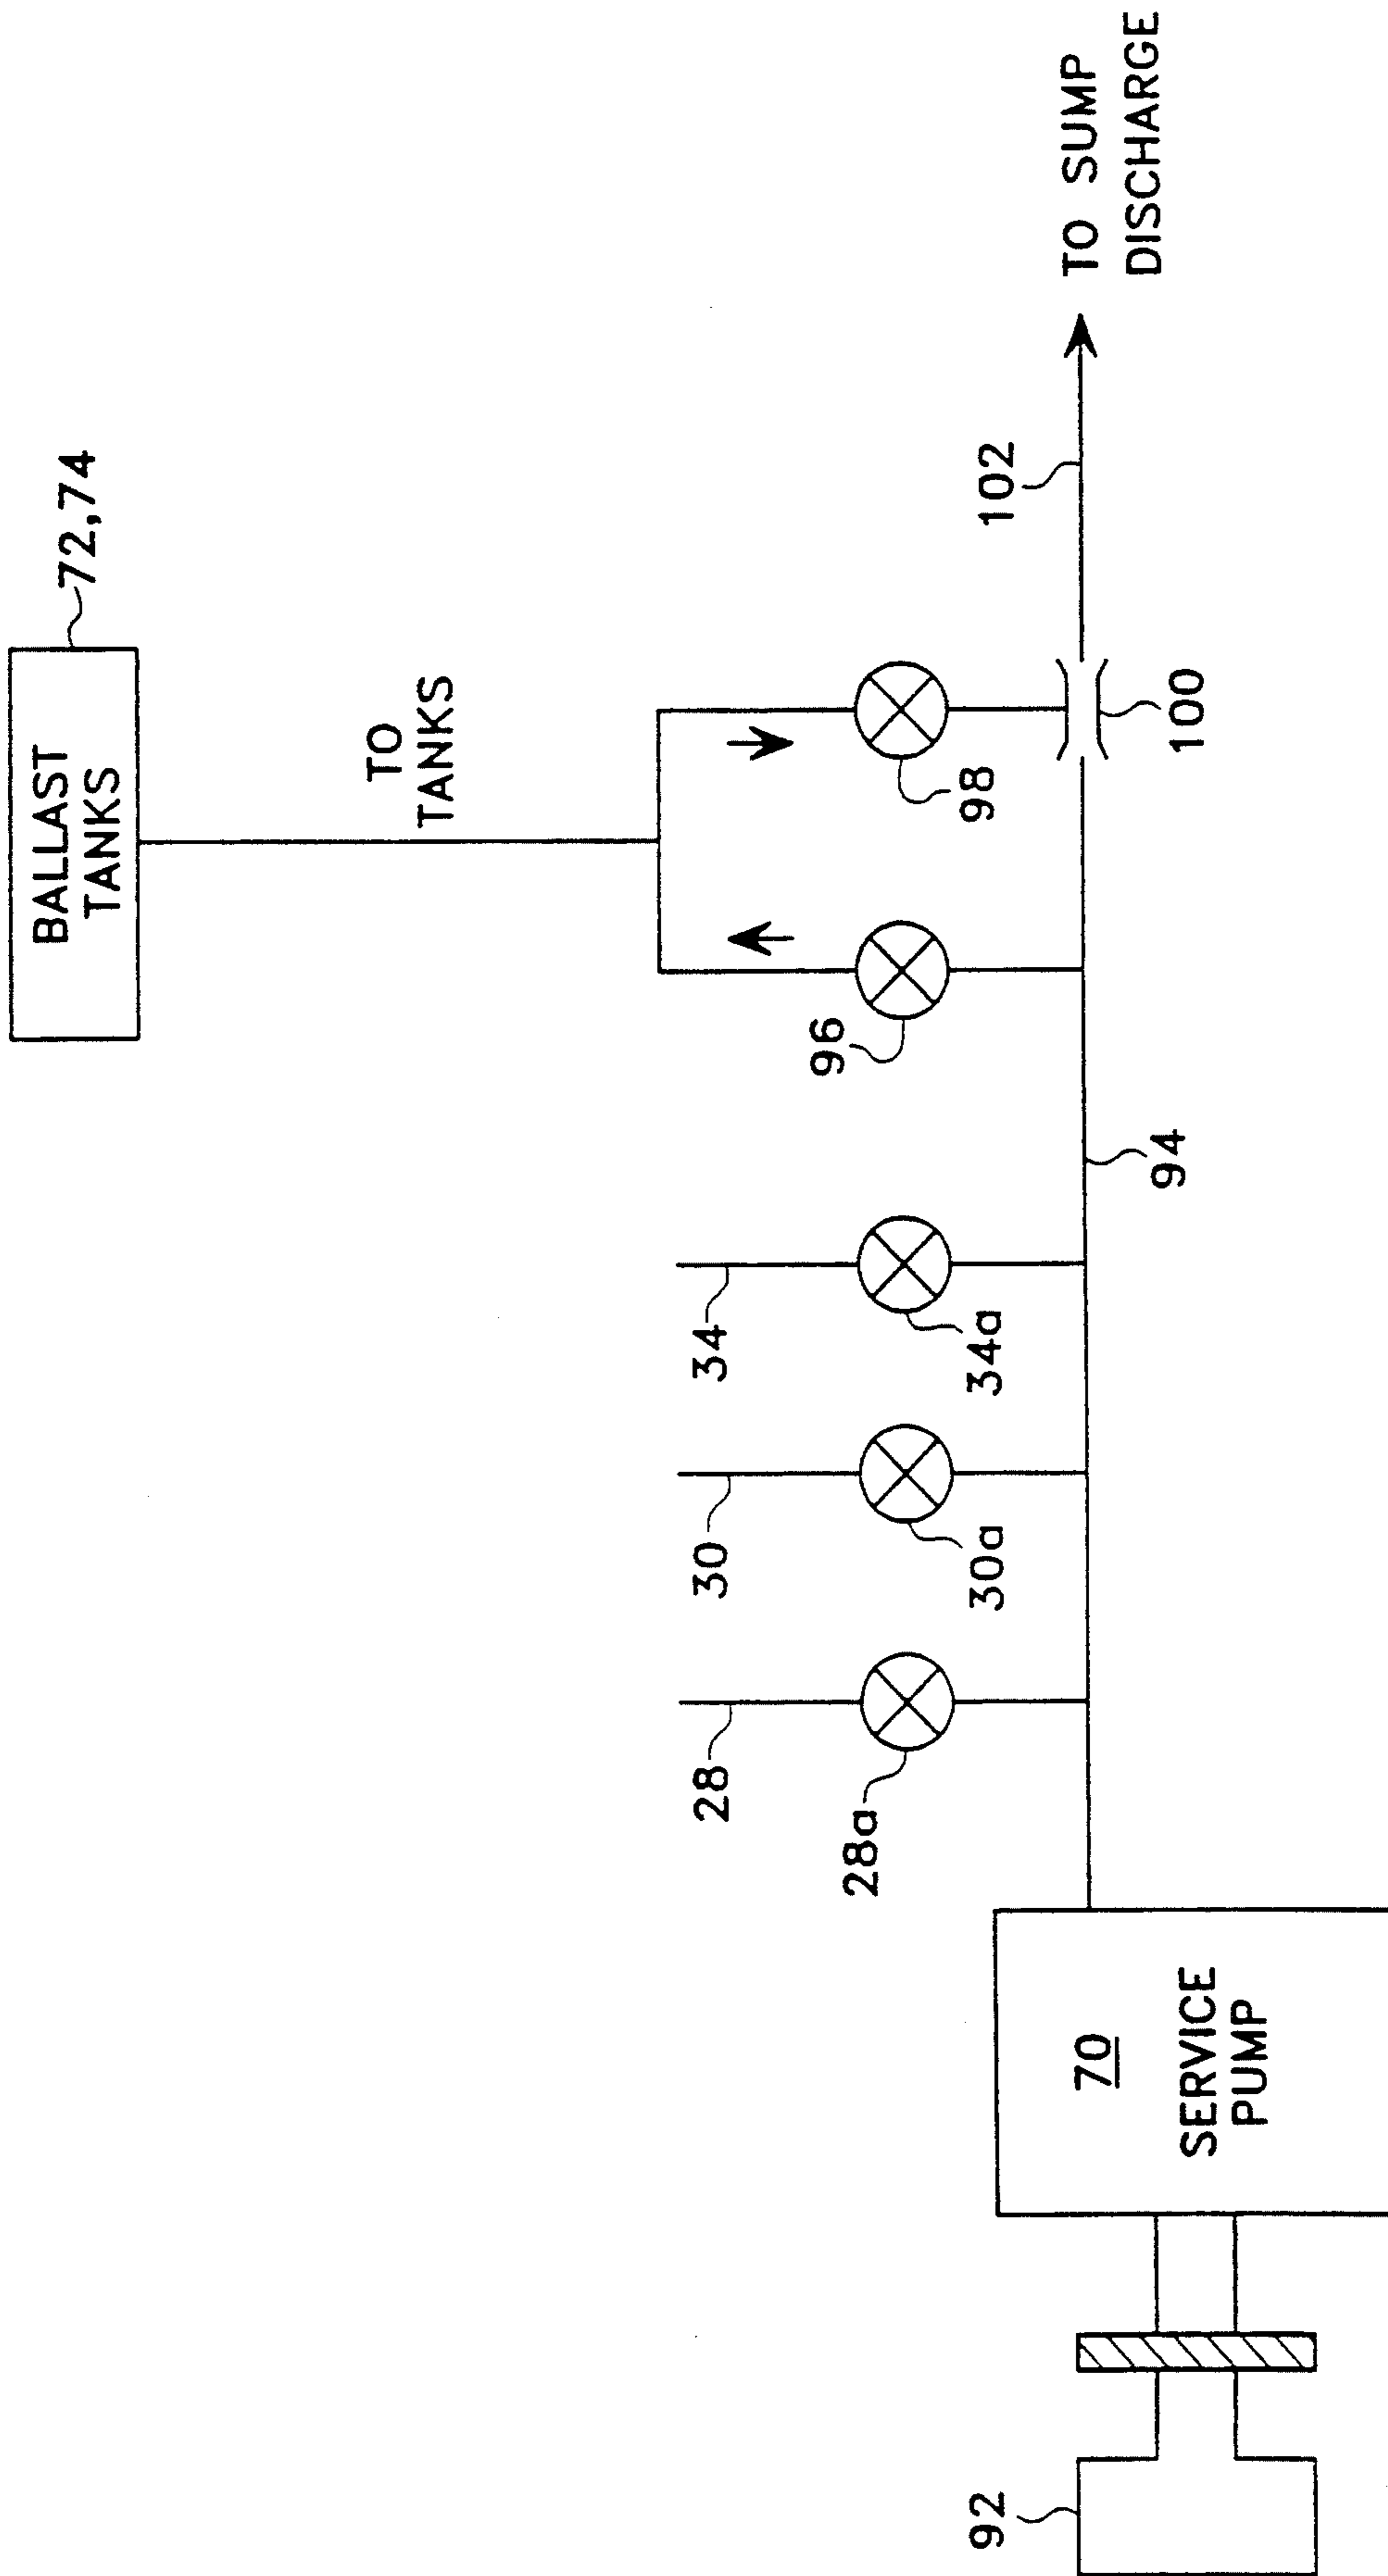 BALLAST
TANKS
72,74
TO
TANKS
96
98
34
30
28
34a
30a
28a
94
100
102
TO SUMP
DISCHARGE
92
70
SERVICE
PUMP